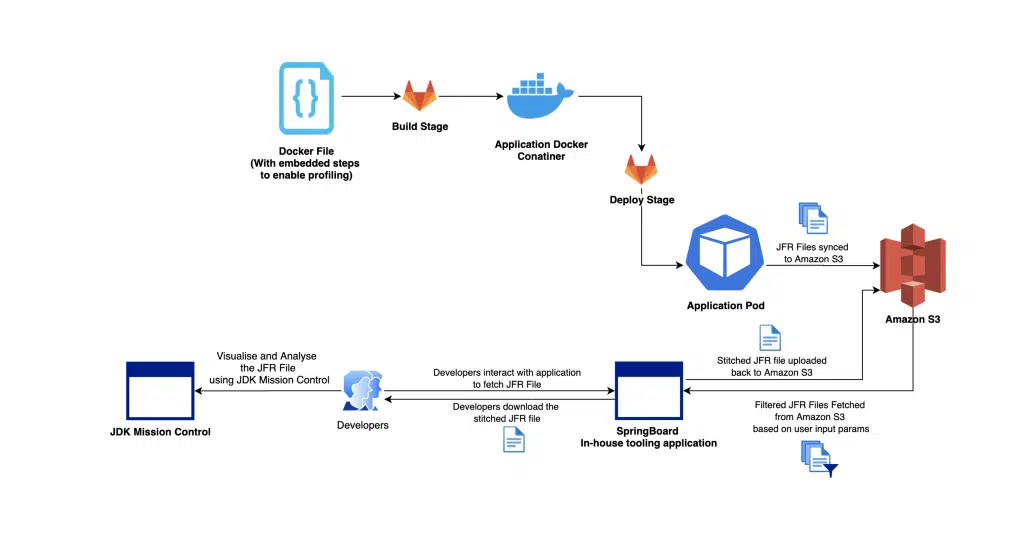 Docker File
(With embedded steps
to enable profiling)
Build Stage
Application Docker
Conatiner
Deploy Stage
Application Pod
JFR Files synced
to Amazon S3
Amazon S3
Stitched JFR file uploaded
back to Amazon S3
Filtered JFR Files Fetched
from Amazon S3
based on user input params
SpringBoard
In-house tooling application
Developers interact with application
to fetch JFR File
Developers download the
stitched JFR file
Developers
Visualise and Analyse
the JFR File
using JDK Mission Control
JDK Mission Control